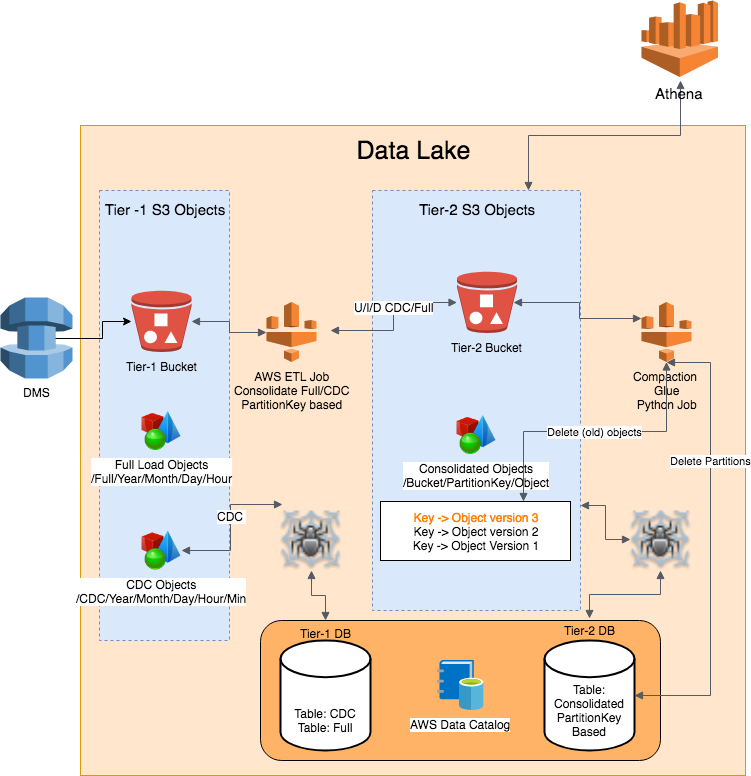 Athena
Data Lake
Tier -1 S3 Objects
Tier-2 S3 Objects
U/I/D CDC/Full
Tier-1 Bucket
Tier-2 Bucket
DMS
AWS ETL Job
Consolidate Full/CDC
PartitionKey based
Compaction
Glue
Python Job
Delete (old) objects
Full Load Objects
/Full/Year/Month/Day/Hour
Consolidated Objects
/Bucket/PartitionKey/Object
Delete Partitions
CDC
Key -> Object version 3
Key -> Object version 2
Key -> Object Version 1
CDC Objects
/CDC/Year/Month/Day/Hour/Min
Tier-1 DB
Tier-2 DB
Table: CDC
Table: Full
AWS Data Catalog
Table:
Consolidated
PartitionKey
Based